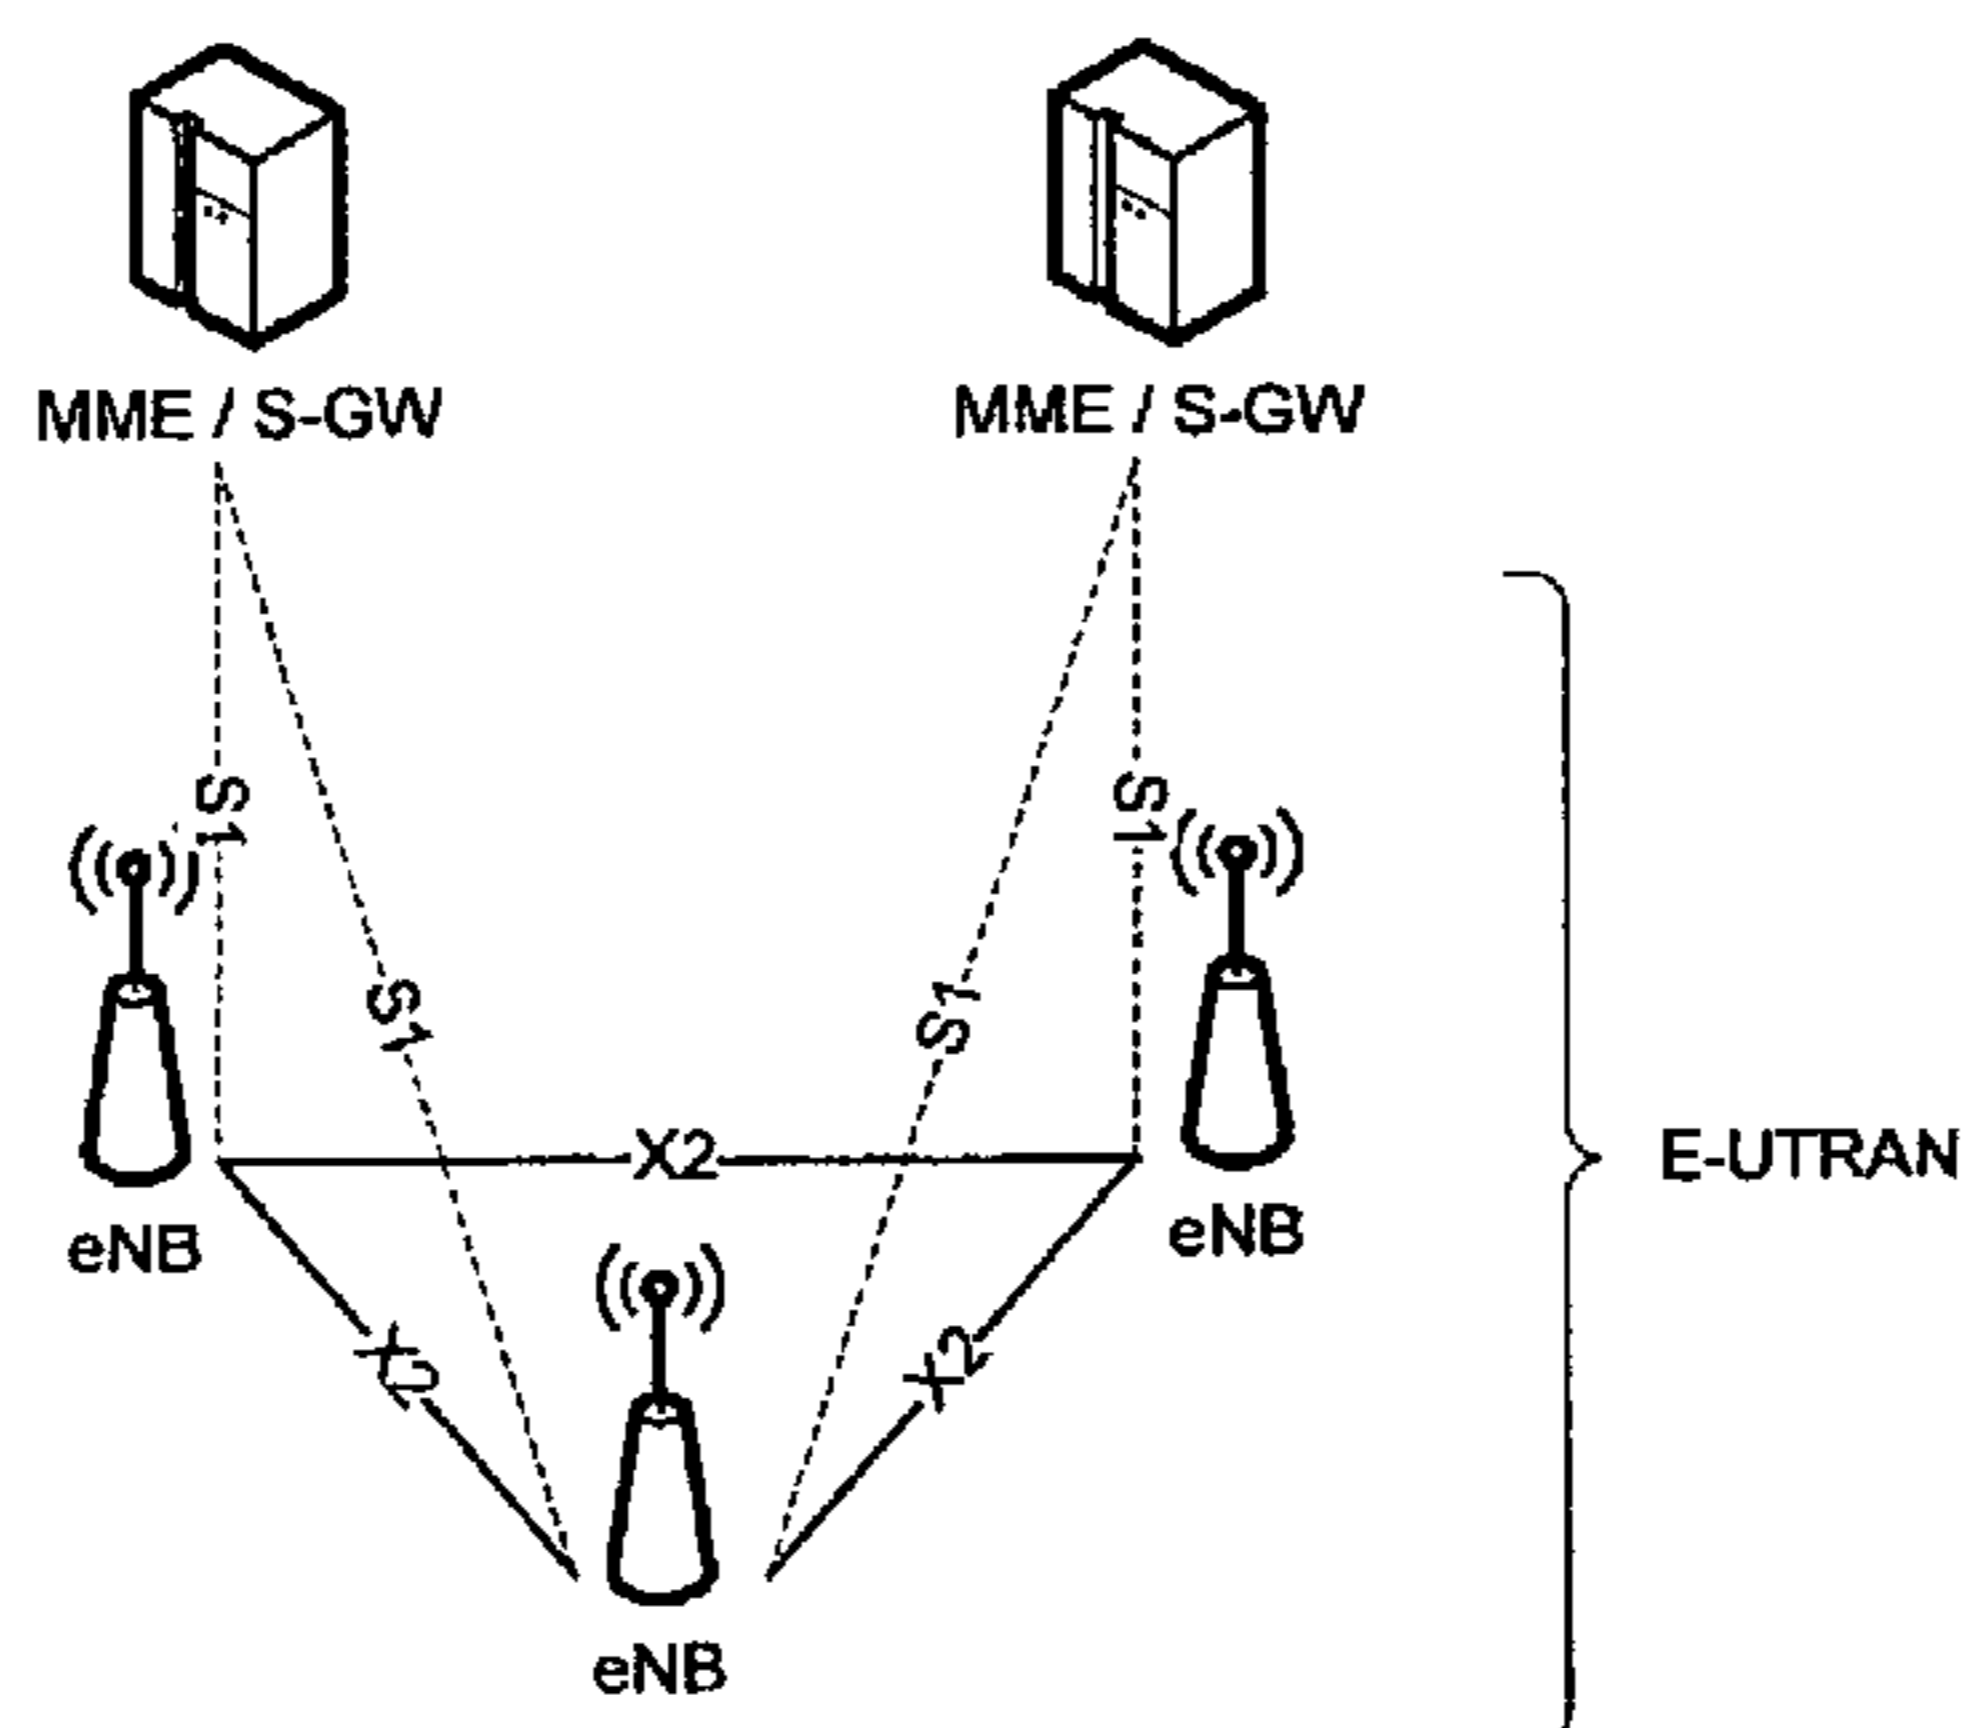 MME / S-GW
MME / S-GW
S1
S1
S1
S1
X2
E-UTRAN
eNB
eNB
X2
X2
eNB